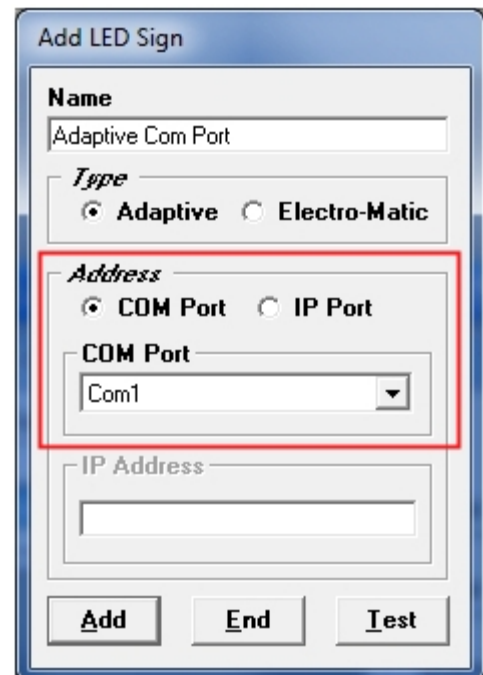 Add LED Sign
Name
Adaptive Com Port
Type
Adaptive Electro-Matic
Address
COM Port IP Port
COM Port
Com1
IP Address
Add End Test